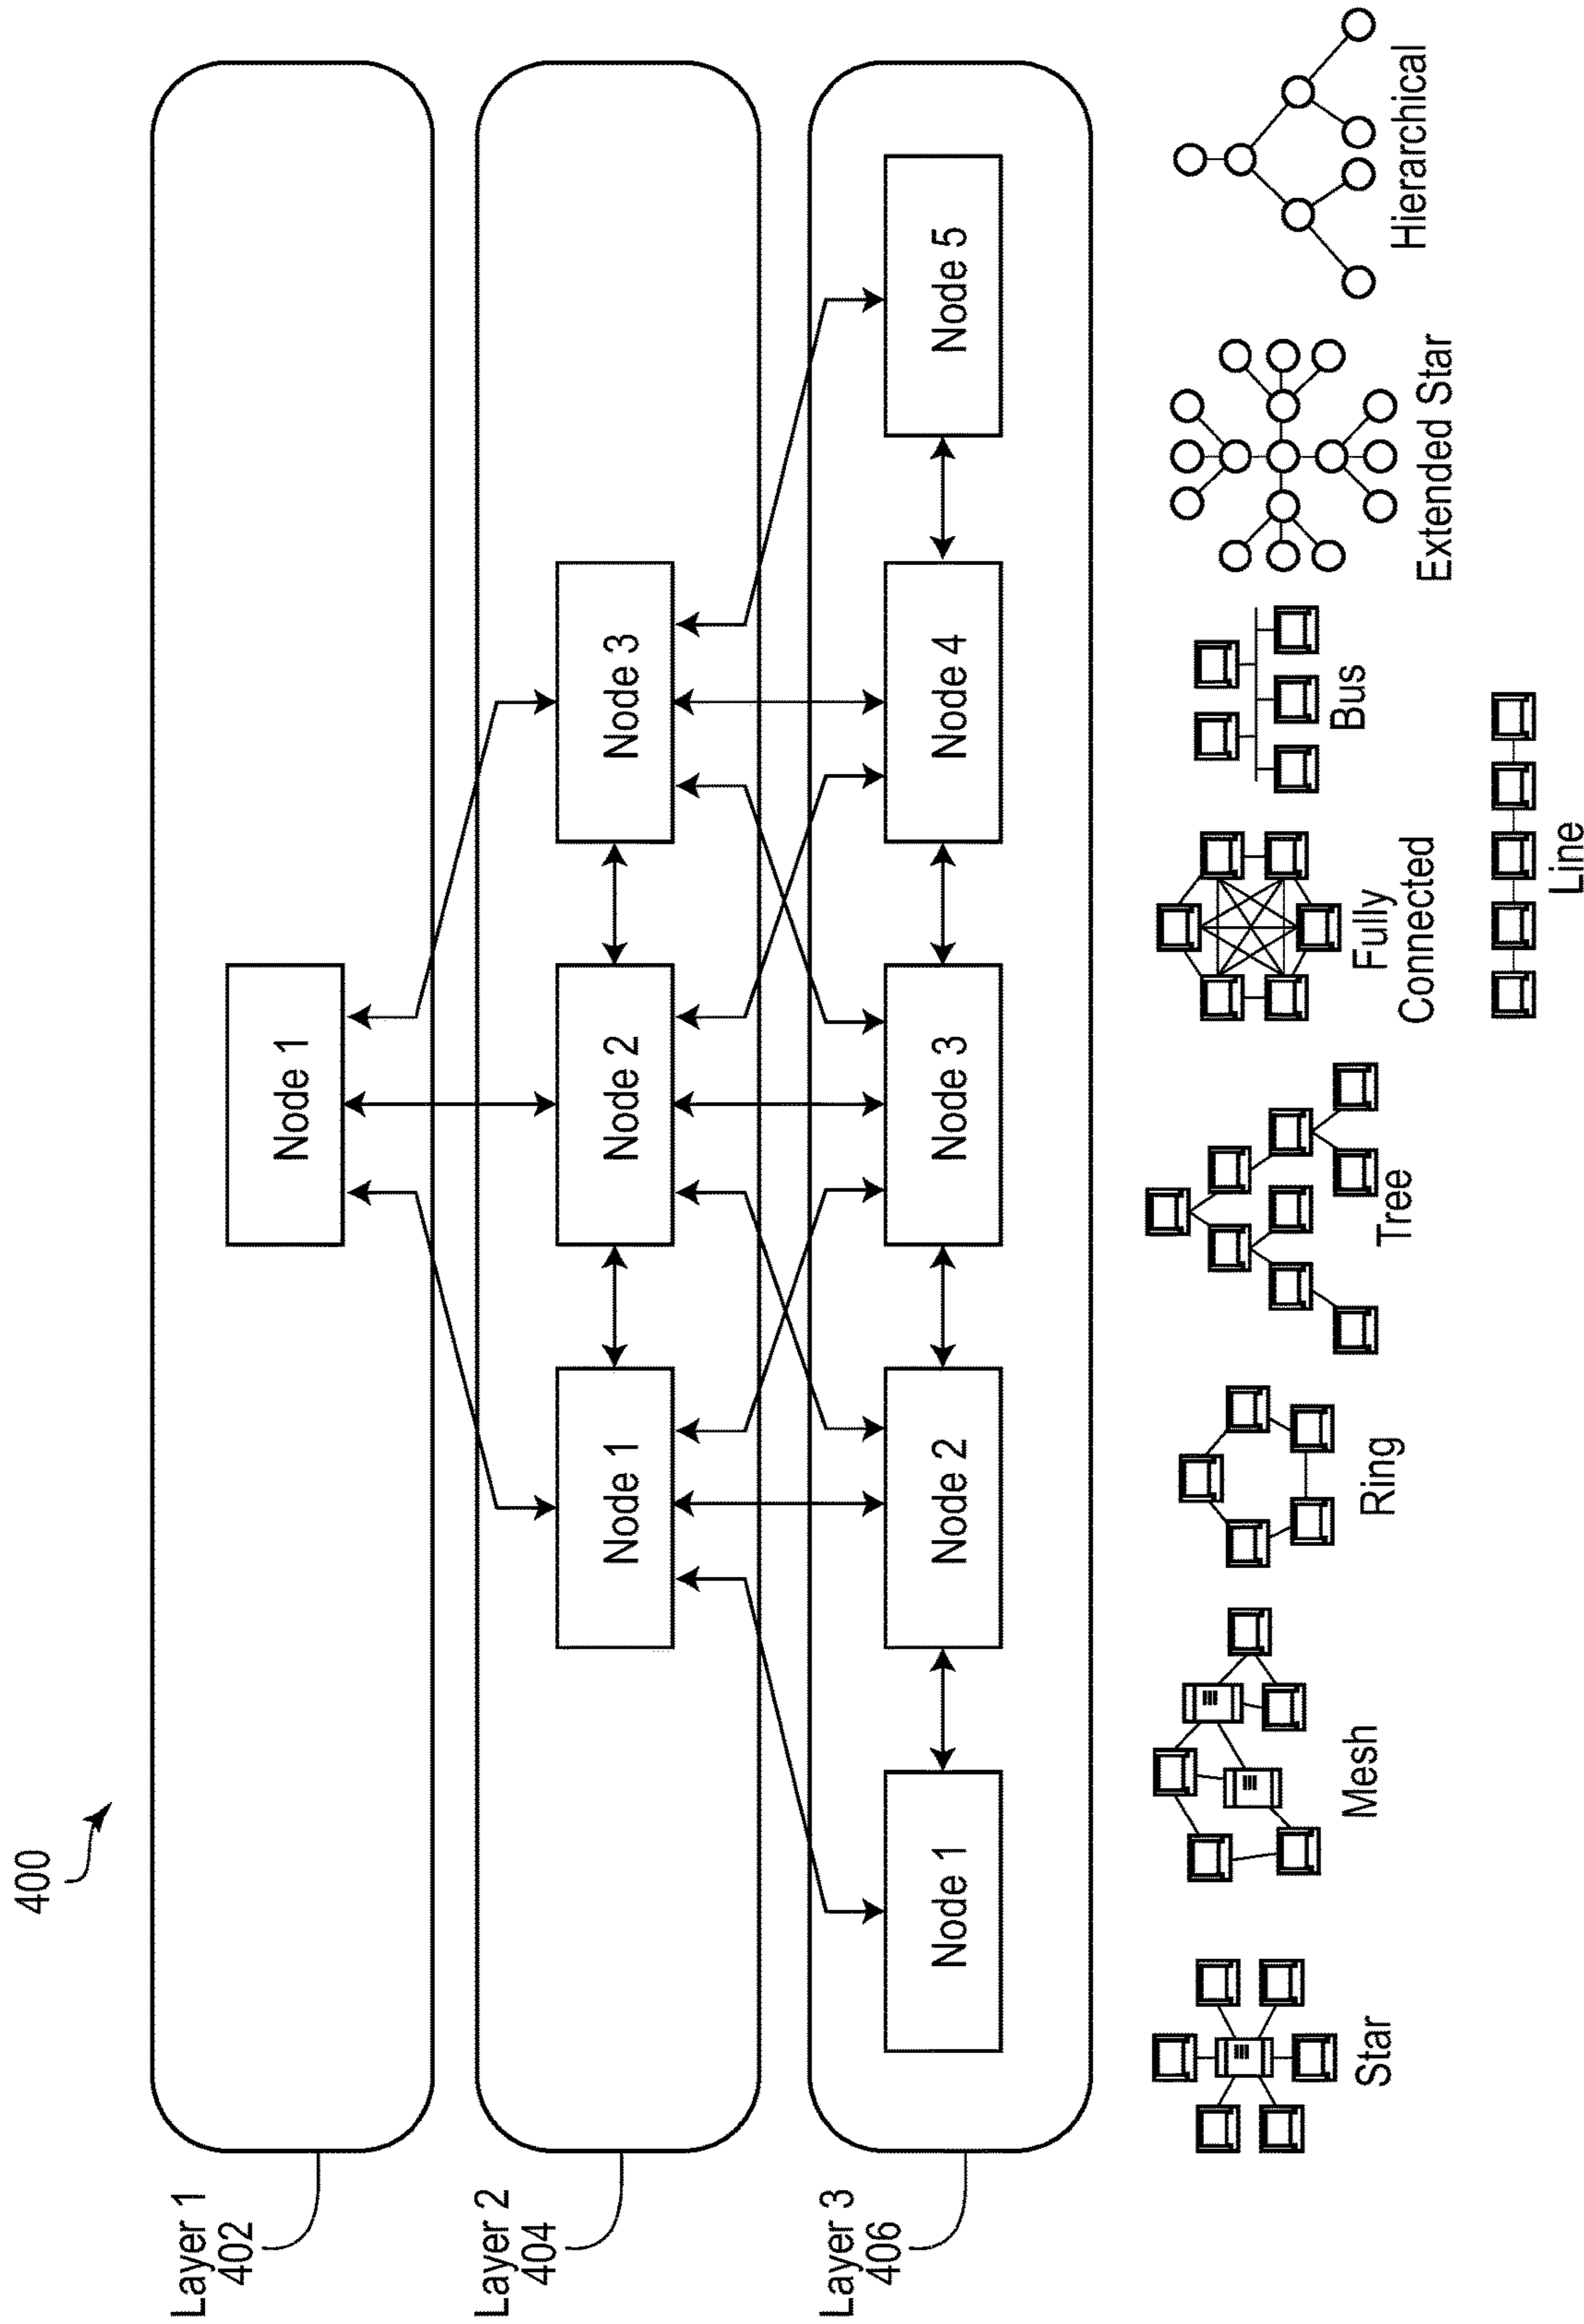 400
Layer 1
402
Node 1
Layer 2
404
Node 1
Node 2
Node 3
Layer 3
406
Node 1
Node 2
Node 3
Node 4
Node 5
Star
Mesh
Ring
Tree
Fully
Connected
Bus
Extended Star
Hierarchical
Line